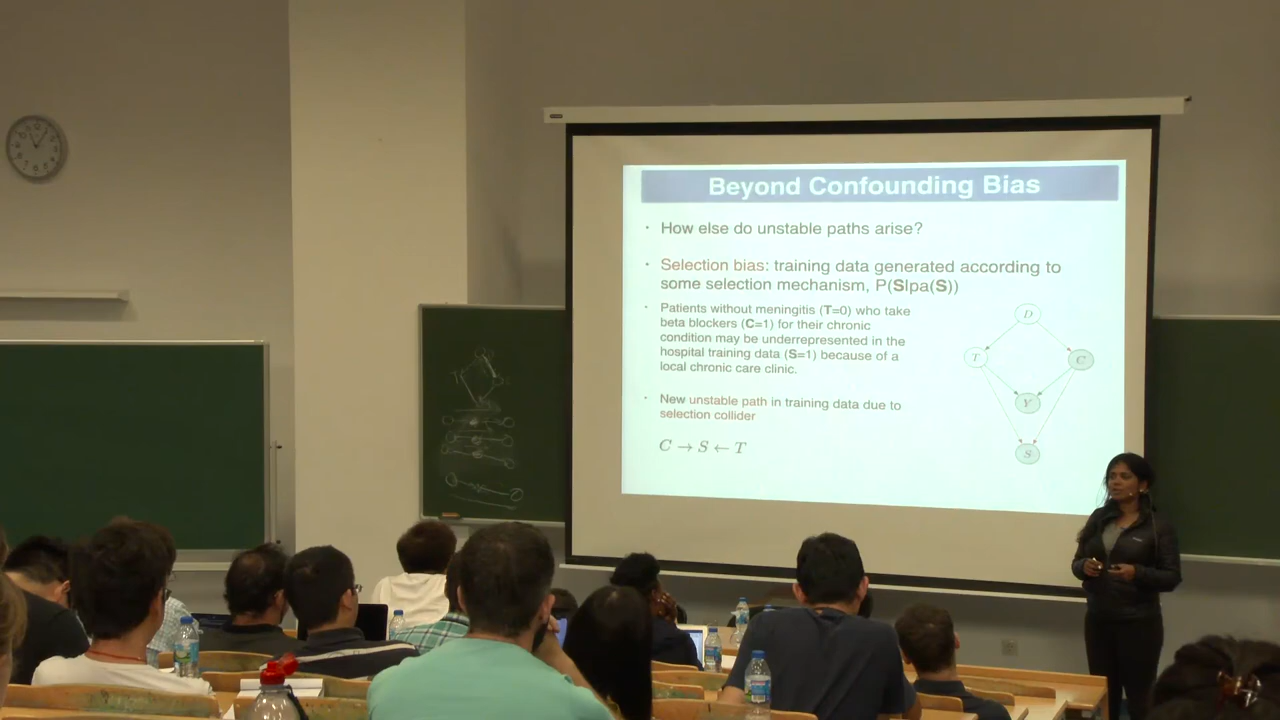 Beyond Confounding Bias
· How else do unstable paths arise?
· Selection bias: training data generated according to
some selection mechanism, P(S|pa(S))
· Patients without meningitis (T=0) who take
beta blockers (C=1) for their chronic
condition may be underrepresented in the
hospital training data (S=1) because of a
local chronic care clinic.
· New unstable path in training data due to
selection collider
C → S ← T
D
T
C
Y
S